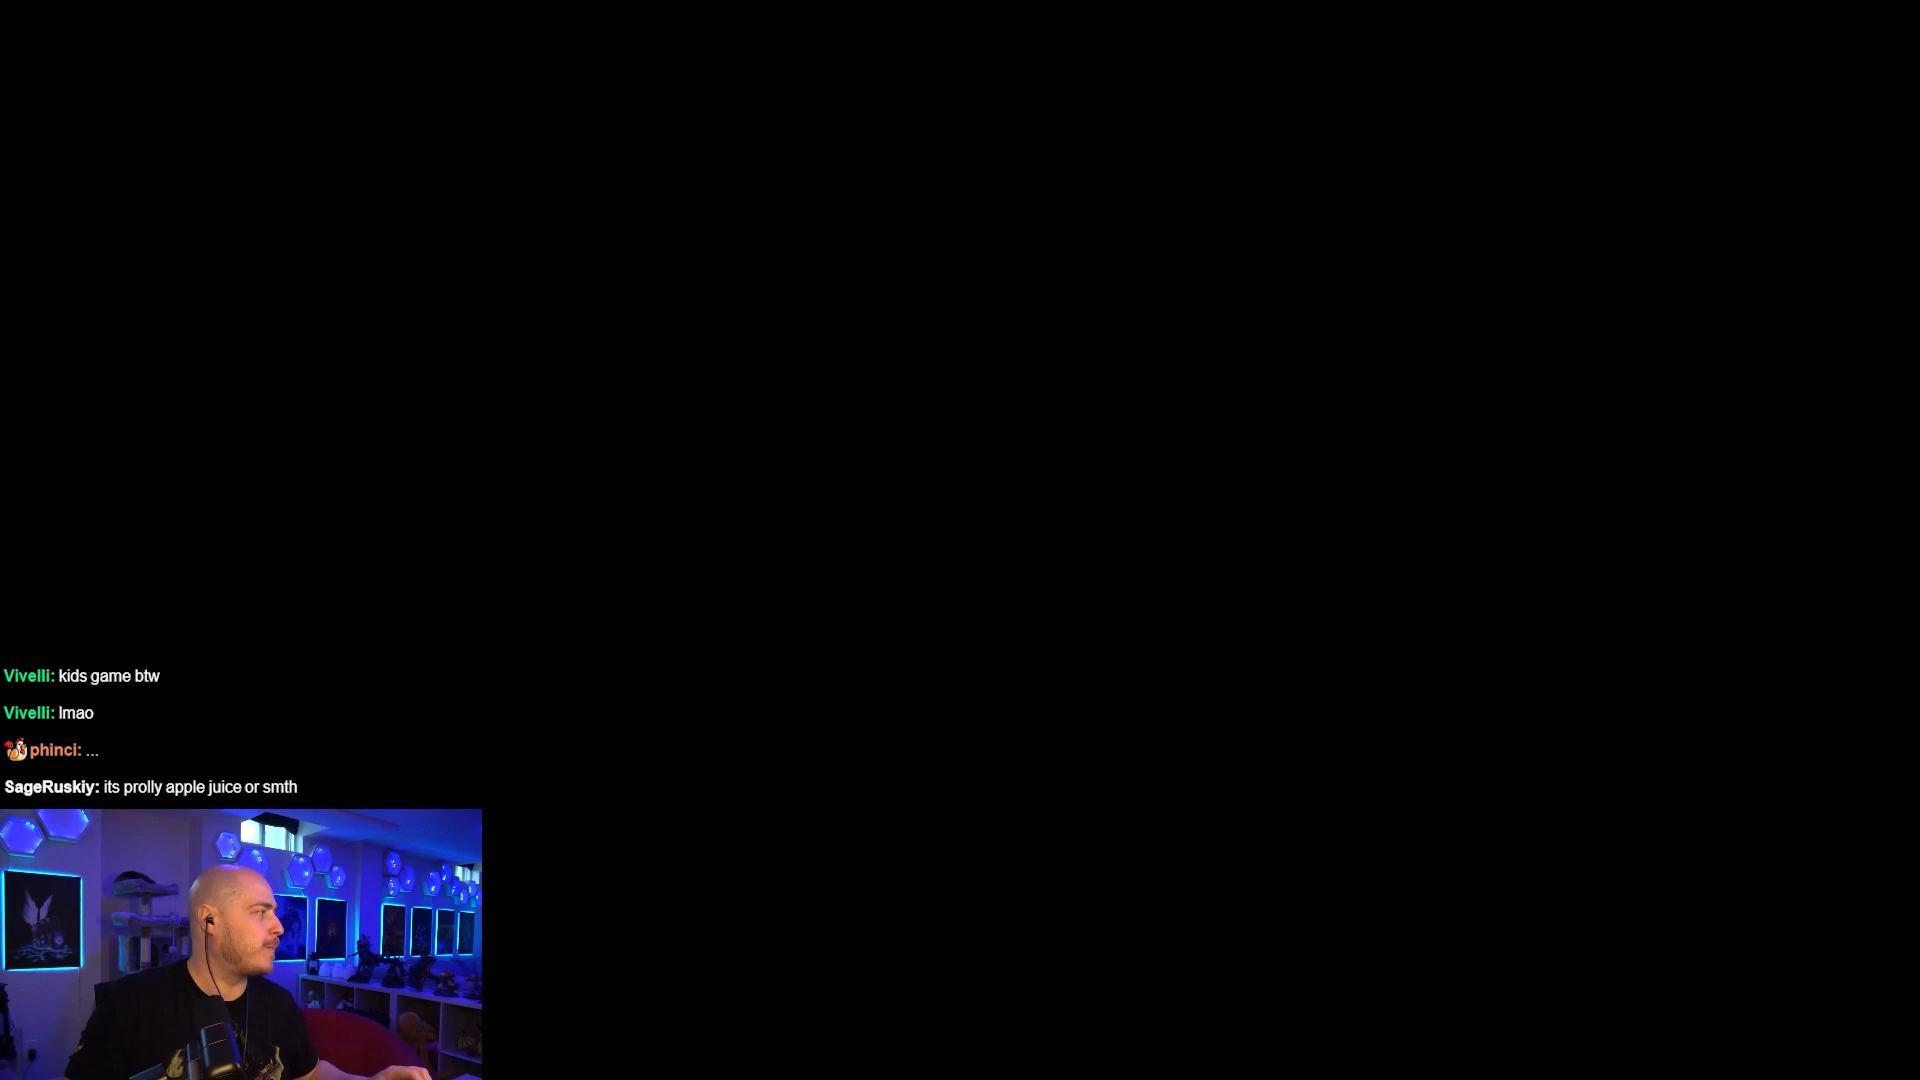 Vivelli: kids game btw
Vivelli: lmao
phinci: ...
SageRuskiy: its prolly apple juice or smth